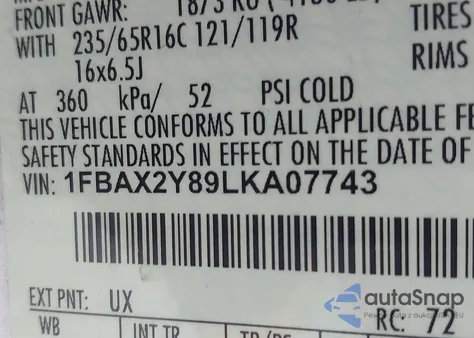 FRONT GAWR:
TIRES
WITH 235/65R16C 121/119R
RIMS
16x6.5J
AT 360 kPa/ 52 PSI COLD
THIS VEHICLE CONFORMS TO ALL APPLICABLE FE
SAFETY STANDARDS IN EFFECT ON THE DATE OF
VIN: 1FBAX2Y89LKA07743
EXT PNT: UX
autoSnap
RC: 72
WB
INT TR